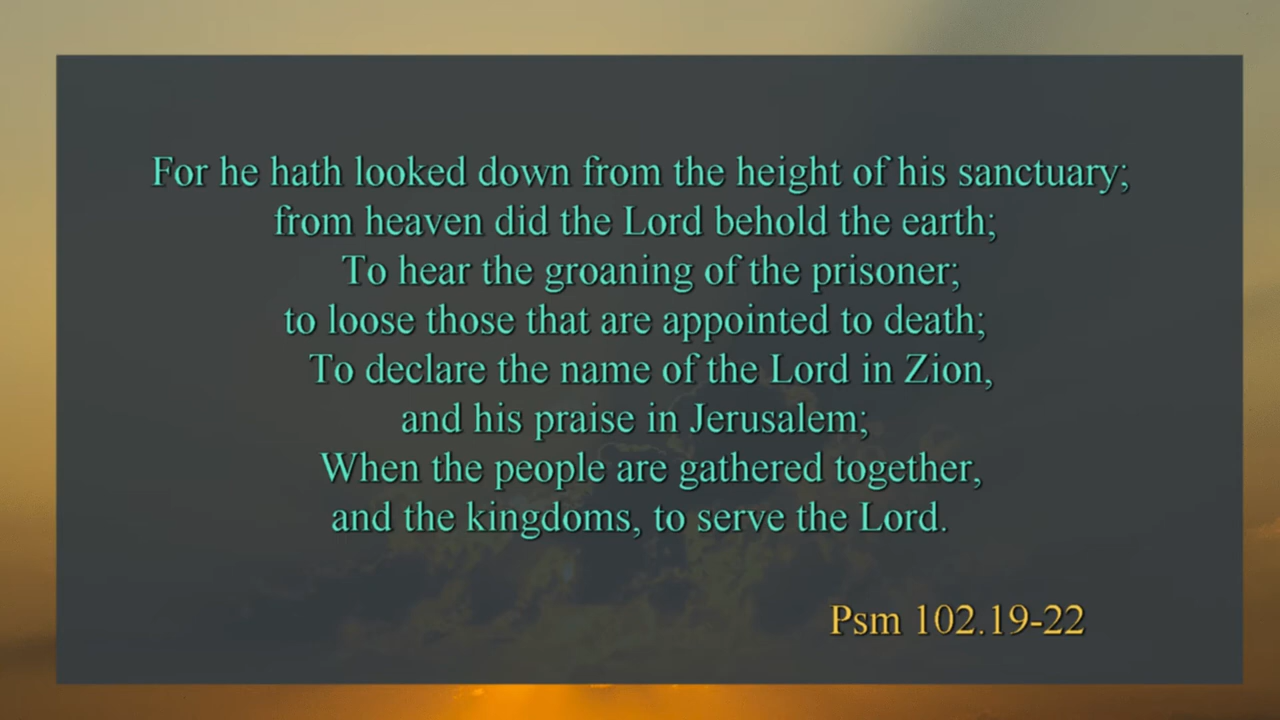 For he hath looked down from the height of his sanctuary;
from heaven did the Lord behold the earth;
To hear the groaning of the prisoner;
to loose those that are appointed to death;
To declare the name of the Lord in Zion,
and his praise in Jerusalem;
When the people are gathered together,
and the kingdoms, to serve the Lord.
Psm 102.19-22